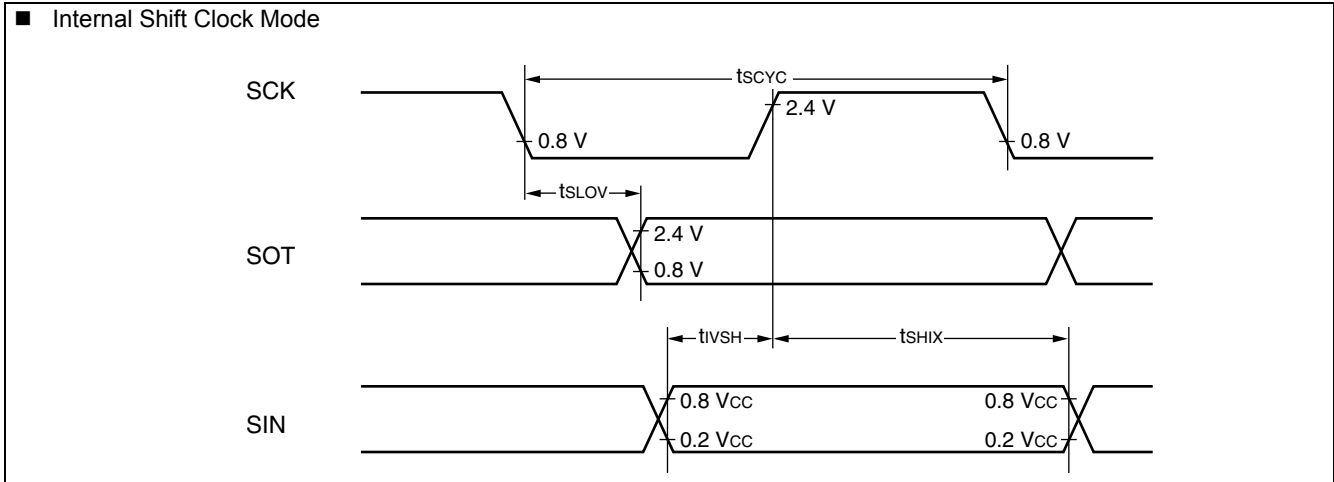 ■ Internal Shift Clock Mode
SCK
tSCYC
2.4 V
0.8 V
0.8 V
tSLOV
SOT
2.4 V
0.8 V
tIVSH
tSHIX
SIN
0.8 VCC
0.8 VCC
0.2 VCC
0.2 VCC